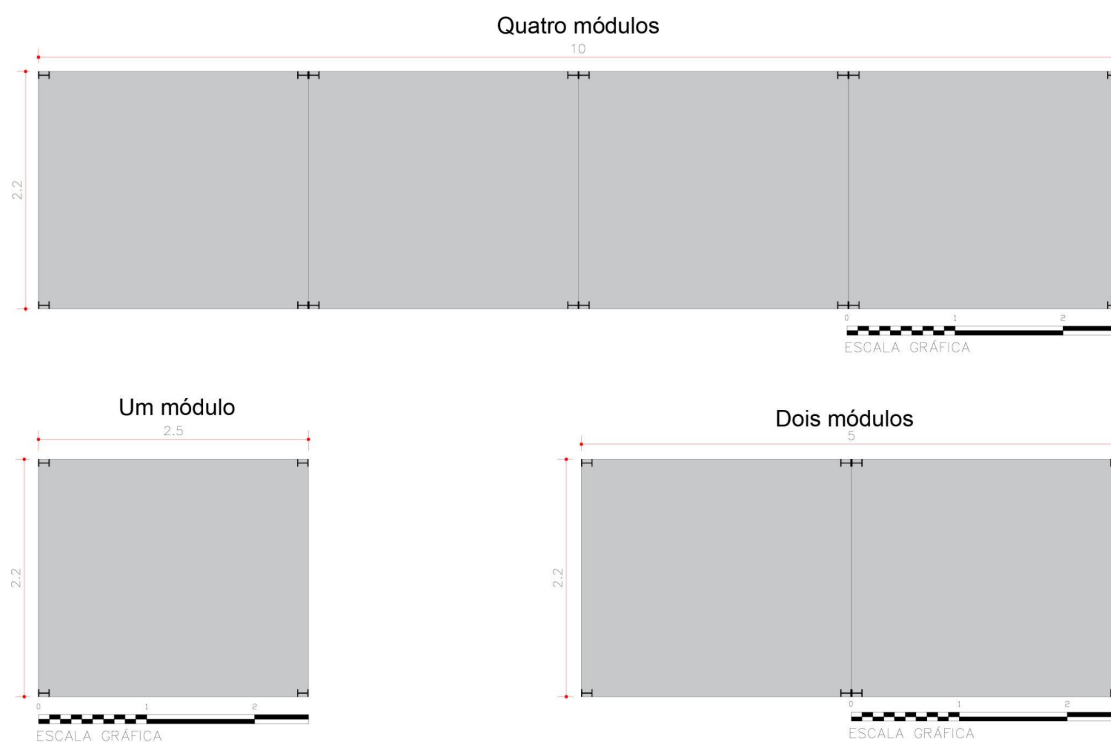 Quatro módulos
10
2.2
0 1 2
ESCALA GRÁFICA
Um módulo
2.5
2.2
0 1 2
ESCALA GRÁFICA
Dois módulos
5
2.2
0 1 2
ESCALA GRÁFICA